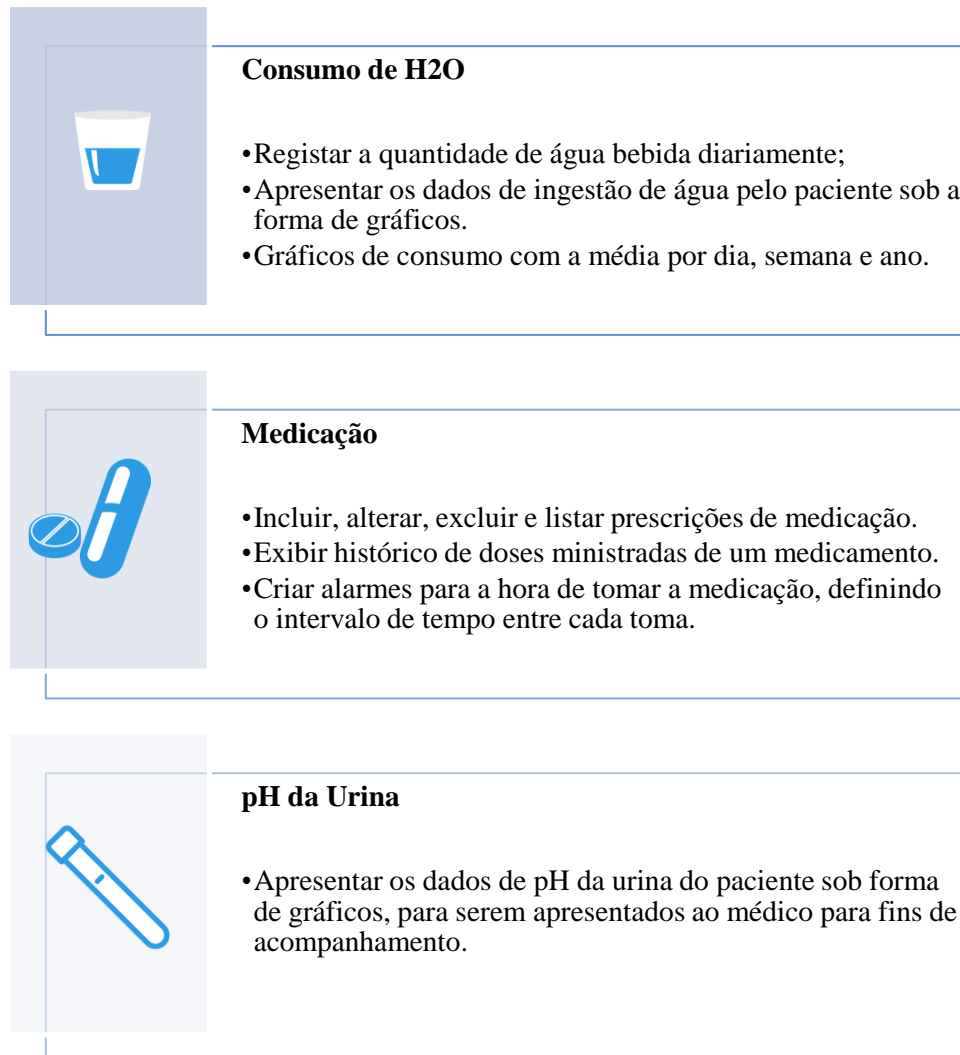 Consumo de H2O
•Registar a quantidade de água bebida diariamente;
•Apresentar os dados de ingestão de água pelo paciente sob a
forma de gráficos.
•Gráficos de consumo com a média por dia, semana e ano.
Medicação
•Incluir, alterar, excluir e listar prescrições de medicação.
•Exibir histórico de doses ministradas de um medicamento.
•Criar alarmes para a hora de tomar a medicação, definindo
o intervalo de tempo entre cada toma.
pH da Urina
•Apresentar os dados de pH da urina do paciente sob forma
de gráficos, para serem apresentados ao médico para fins de
acompanhamento.